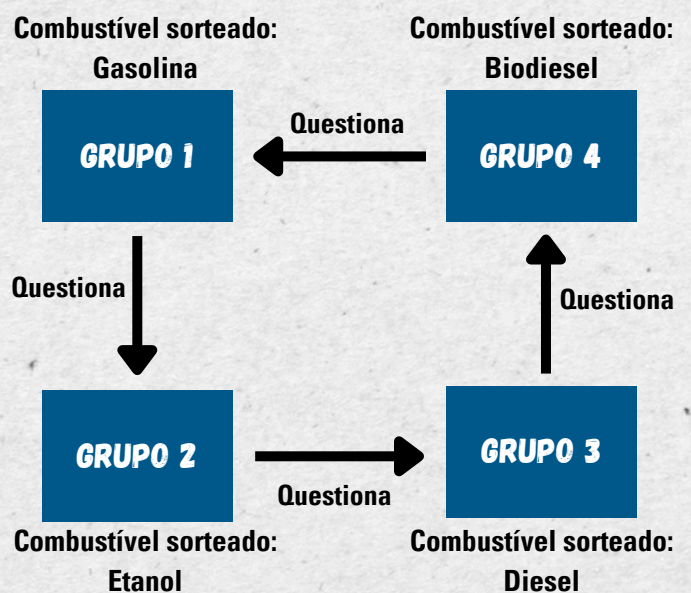 Combustível sorteado:
Gasolina
Combustível sorteado:
Biodiesel
GRUPO 1
Questiona
GRUPO 4
Questiona
Questiona
GRUPO 2
Questiona
GRUPO 3
Combustível sorteado:
Etanol
Combustível sorteado:
Diesel